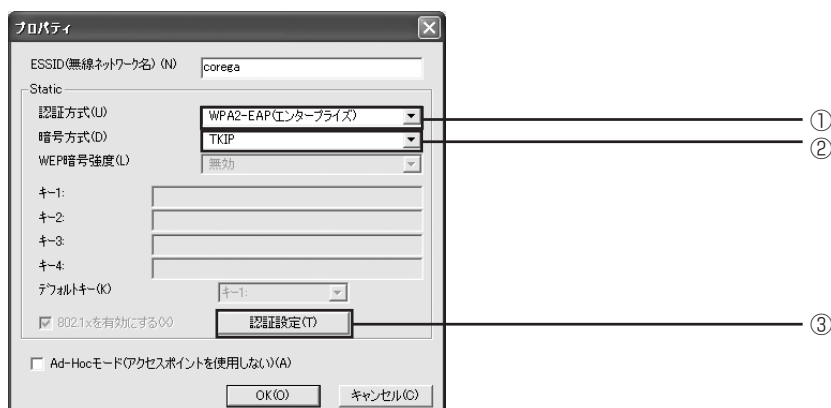 プロパティ
ESSID(無線ネットワーク名) (N) corega
Static
認証方式(U) WPA2-EAP(エンタープライズ) ①
暗号方式(D) TKIP ②
WEP暗号強度(L) 無効
キー1:
キー2:
キー3:
キー4:
デフォルトキー(K) キー1:
802.1xを有効にする(X) 認証設定(T) ③
Ad-Hocモード(アクセスポイントを使用しない)(A)
OK(O) キャンセル(C)